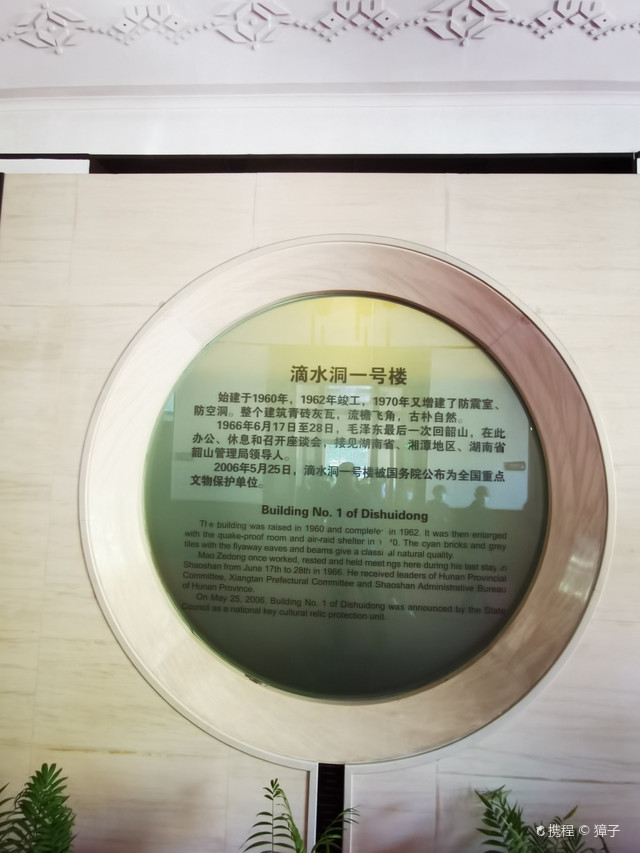 滴水洞一号楼
始建于1960年，1962年竣工，1970年又增建了防震室、
防空洞。整个建筑青砖灰瓦，流檐飞角，古朴自然。
1966年6月17日至28日，毛泽东最后一次回韶山，在此
办公、休息和召开座谈会，接见湖南省、湘潭地区、湖南省
韶山管理局领导人。
2006年5月25日，滴水洞一号楼被国务院公布为全国重点
文物保护单位。
Building No. 1 of Dishuidong
The building was raised in 1960 and complete in 1962. It was then enlarged
with the quake-proof room and air-raid shelter in The cyan bricks and grey
tiles with the flyaway eaves and beams give a classical natural quality.
Mao Zedong once worked, rested and held meetings here during his last stay in
Shaoshan from June 17th to 28th in 1966. He received leaders of Hunan Provincial
Committee, Xiangtan Prefectural Committee and Shaoshan Administrative Bureau
of Hunan Province.
On May 25, 2006, Building No. 1 of Dishuidong was announced by the State
Council as a national key cultural relic protection unit.
携程 © 獐子